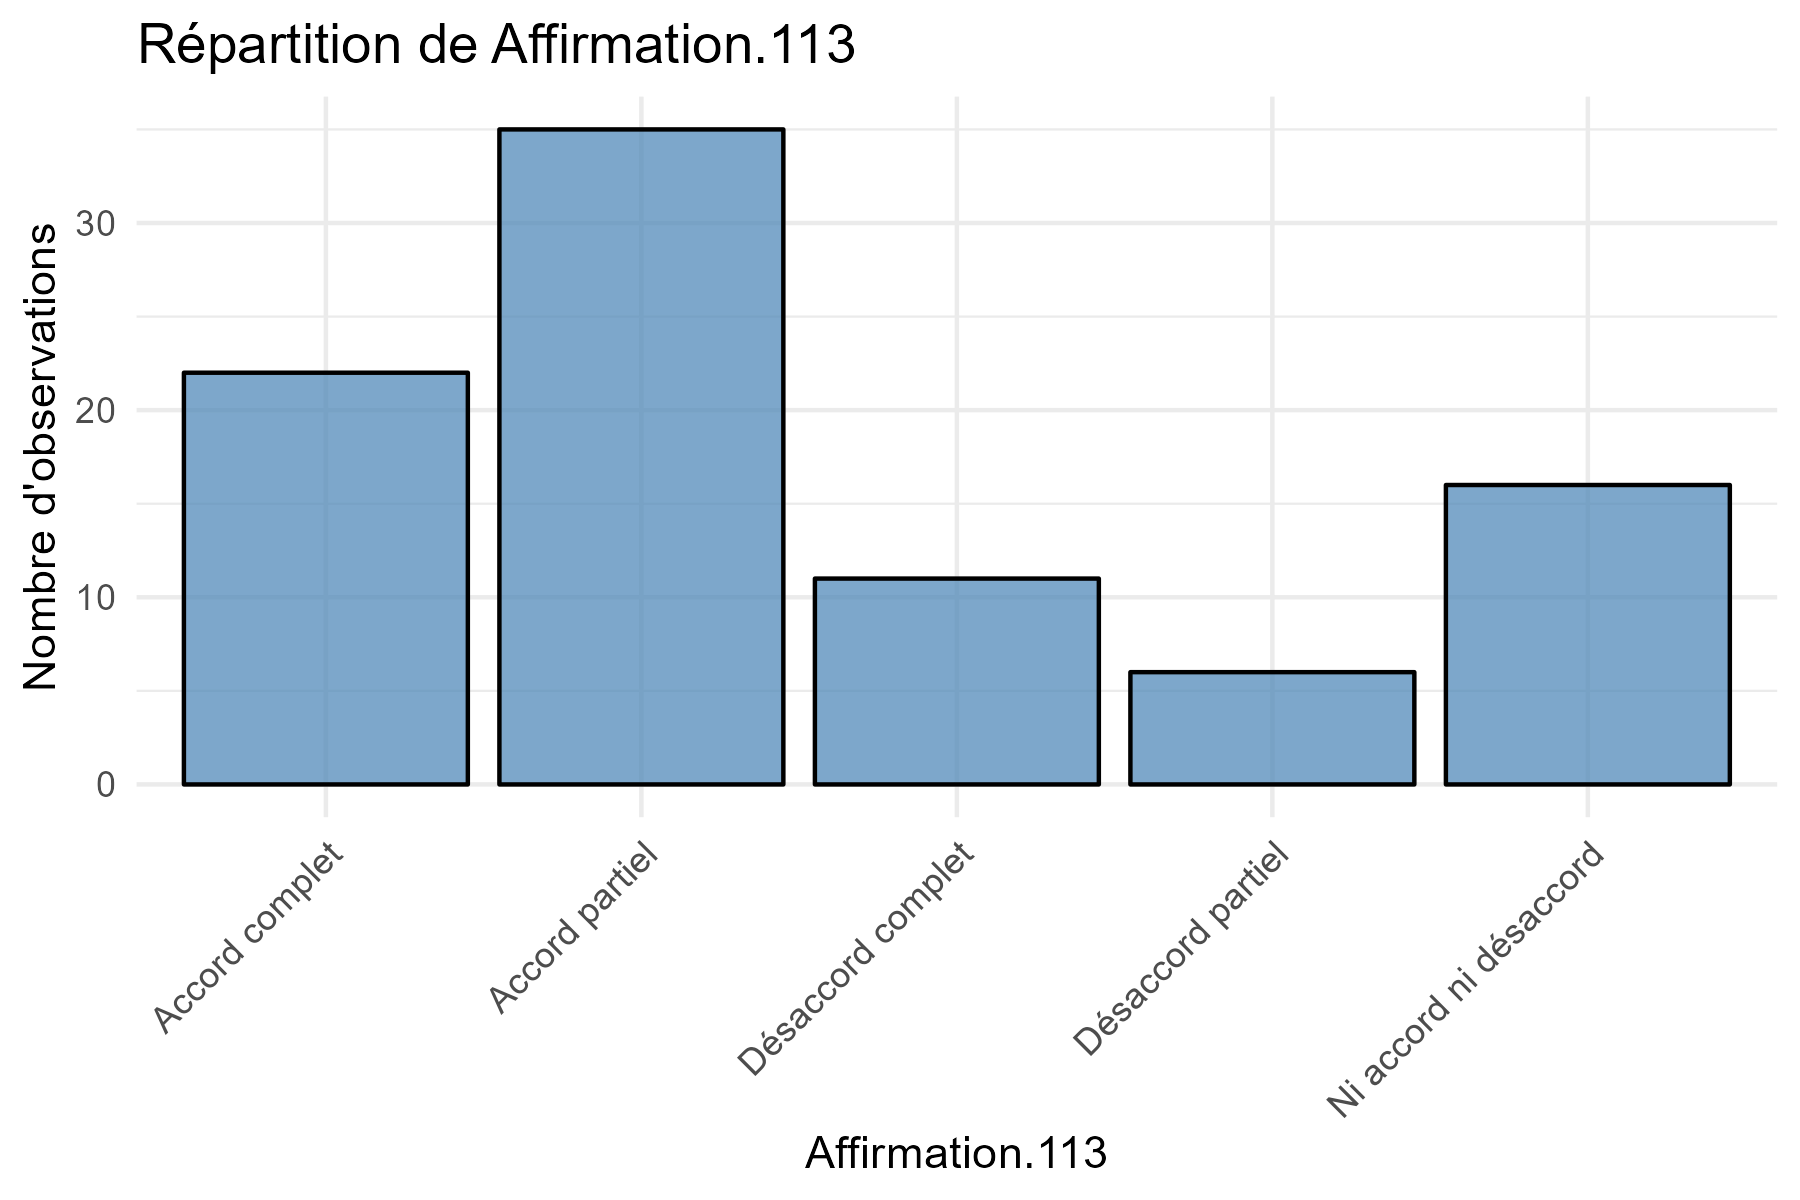 Répartition de Affirmation.113
Nombre d'observations
30
20
10
0
Accord complet
Accord partiel
Désaccord complet
Désaccord partiel
Ni accord ni désaccord
Affirmation.113